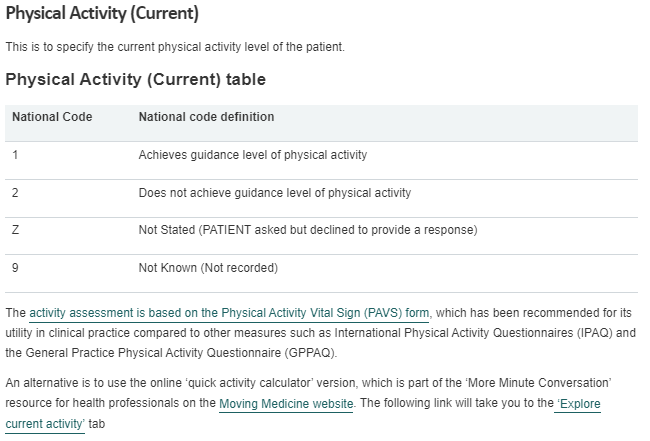 Physical Activity (Current)
This is to specify the current physical activity level of the patient.
Physical Activity (Current) table
National Code National code definition
1 Achieves guidance level of physical activity
2 Does not achieve guidance level of physical activity
Z Not Stated (PATIENT asked but declined to provide a response)
9 Not Known (Not recorded)
The activity assessment is based on the Physical Activity Vital Sign (PAVS) form, which has been recommended for its
utility in clinical practice compared to other measures such as International Physical Activity Questionnaires (IPAQ) and
the General Practice Physical Activity Questionnaire (GPPAQ).
An alternative is to use the online ‘quick activity calculator’ version, which is part of the ‘More Minute Conversation’
resource for health professionals on the Moving Medicine website. The following link will take you to the ‘Explore
current activity’ tab